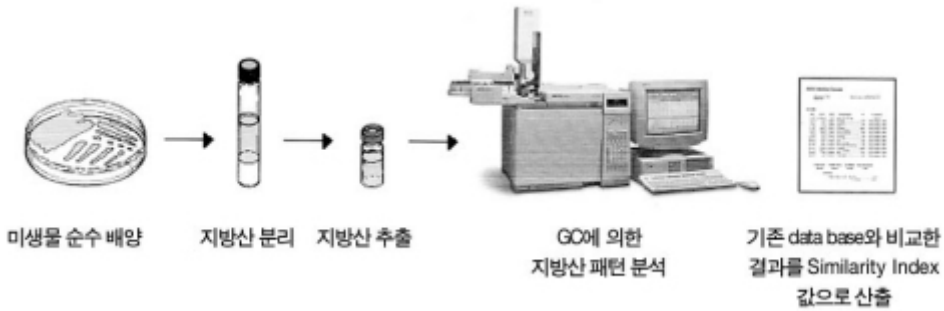 미생물 순수 배양
지방산 분리
지방산 추출
GC에 의한
지방산 패턴 분석
기존 data base와 비교한
결과를 Similarity Index
값으로 산출